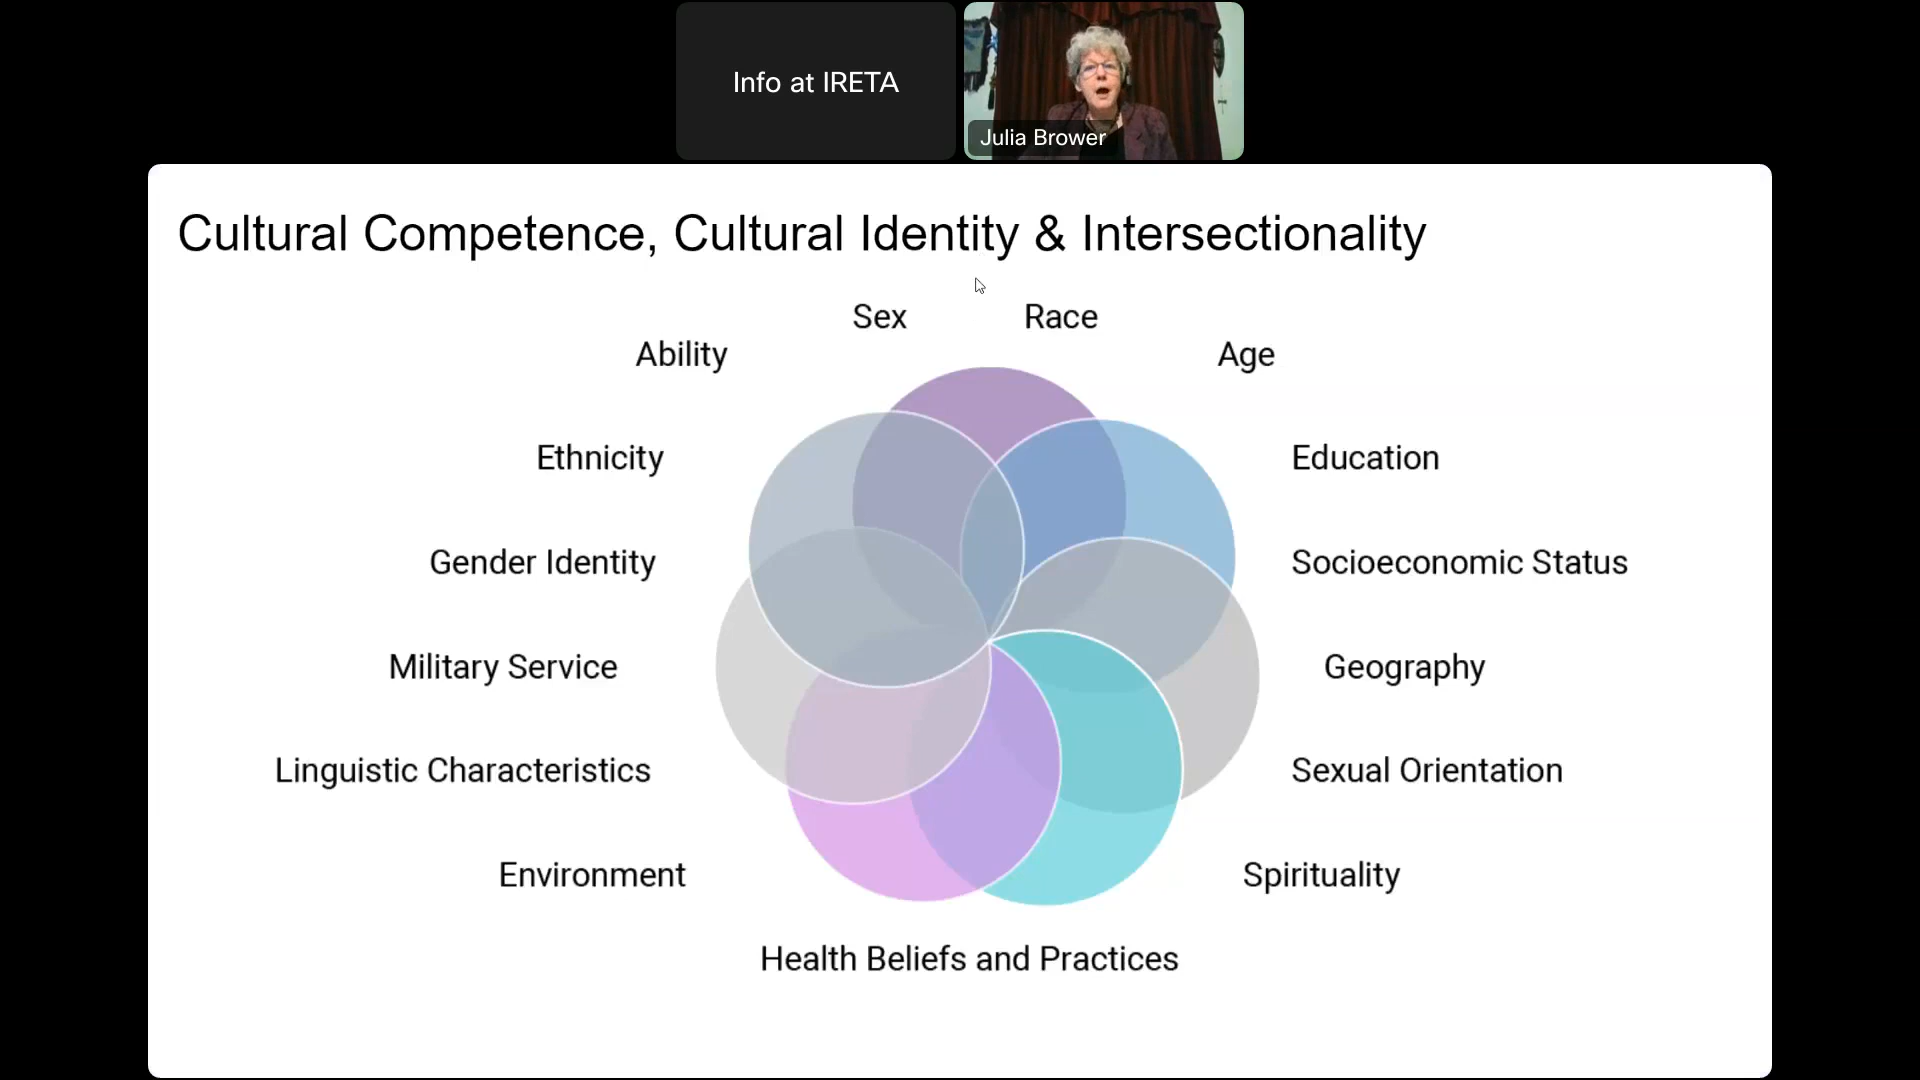 Info at IRETA
Julia Brower
Cultural Competence, Cultural Identity & Intersectionality
Sex
Race
Ability
Age
Ethnicity
Education
Gender Identity
Socioeconomic Status
Military Service
Geography
Linguistic Characteristics
Sexual Orientation
Environment
Spirituality
Health Beliefs and Practices